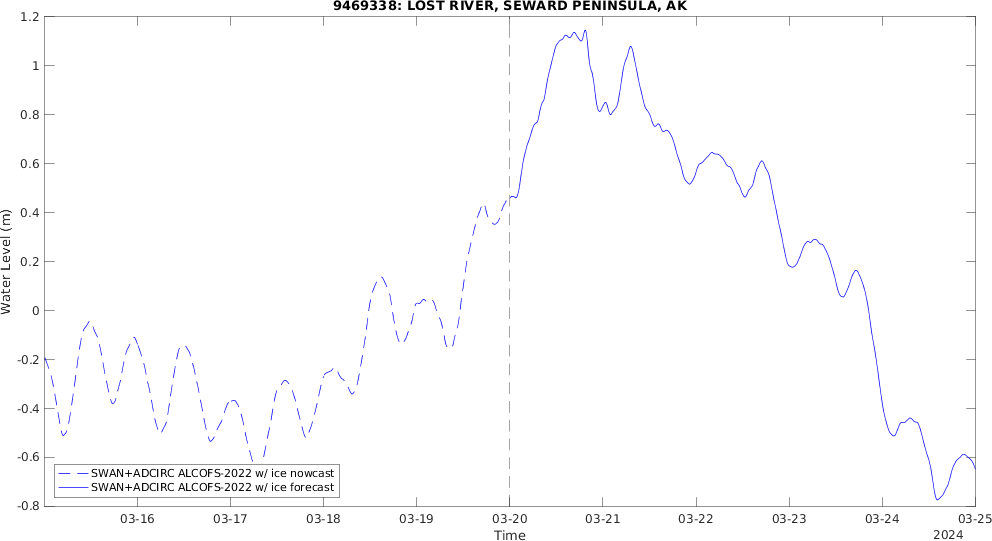 9469338: LOST RIVER, SEWARD PENINSULA, AK
1.2
1
0.8
0.6
0.4
0.2
0
-0.2
-0.4
-0.6
-0.8
Water Level (m)
SWAN+ADCIRC ALCOFS-2022 w/ ice nowcast
SWAN+ADCIRC ALCOFS-2022 w/ ice forecast
03-16 03-17 03-18 03-19 03-20 03-21 03-22 03-23 03-24 03-25
Time
2024